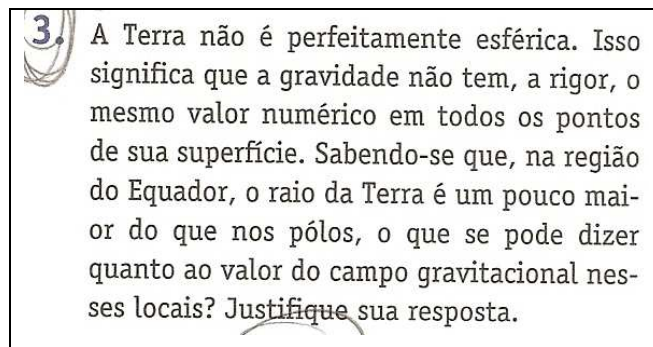 3. A Terra não é perfeitamente esférica. Isso
significa que a gravidade não tem, a rigor, o
mesmo valor numérico em todos os pontos
de sua superfície. Sabendo-se que, na região
do Equador, o raio da Terra é um pouco mai-
or do que nos pólos, o que se pode dizer
quanto ao valor do campo gravitacional nes-
ses locais? Justifique sua resposta.